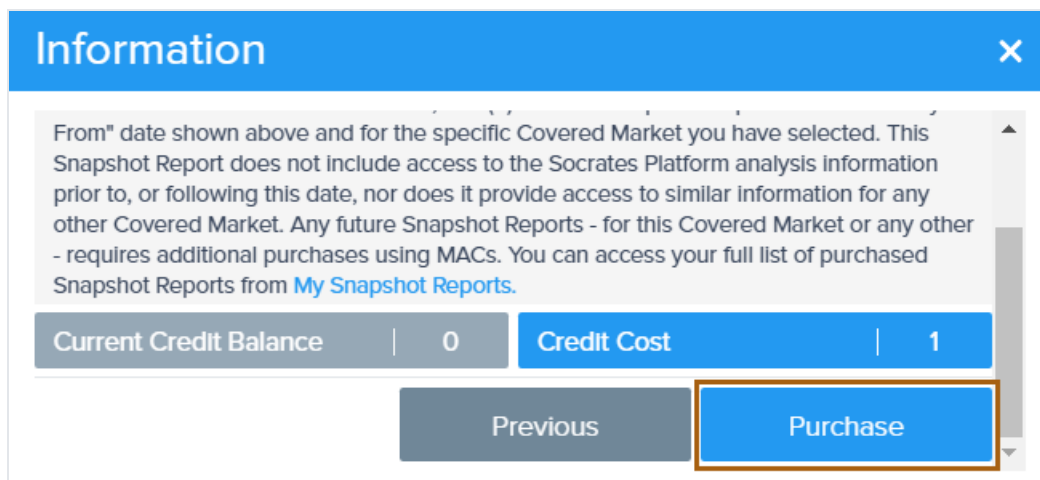 Information
From" date shown above and for the specific Covered Market you have selected. This
Snapshot Report does not include access to the Socrates Platform analysis information
prior to, or following this date, nor does it provide access to similar information for any
other Covered Market. Any future Snapshot Reports - for this Covered Market or any other
- requires additional purchases using MACs. You can access your full list of purchased
Snapshot Reports from My Snapshot Reports.
Current Credit Balance | 0 Credit Cost | 1
Previous Purchase